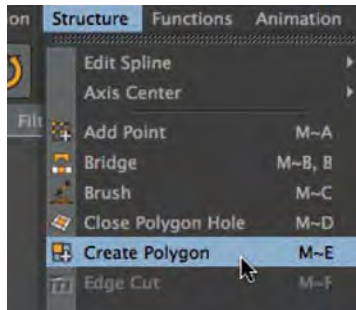 on Structure Functions Animation
Edit Spline
Axis Center
Filt
Add Point M~A
Bridge M~B, B
Brush M~C
Close Polygon Hole M~D
Create Polygon M~E
Edge Cut M~F